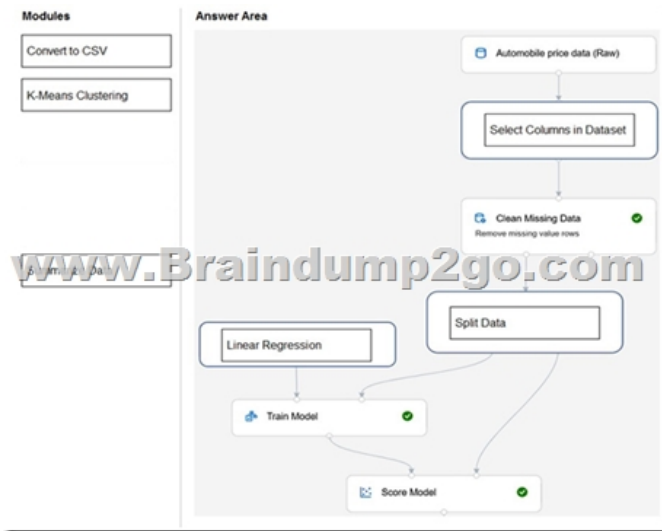 Modules
Answer Area
Convert to CSV
K-Means Clustering
Automobile price data (Raw)
Select Columns in Dataset
Clean Missing Data
Remove missing value rows
www.Braindump2go.com
Split Data
Linear Regression
Train Model
Score Model